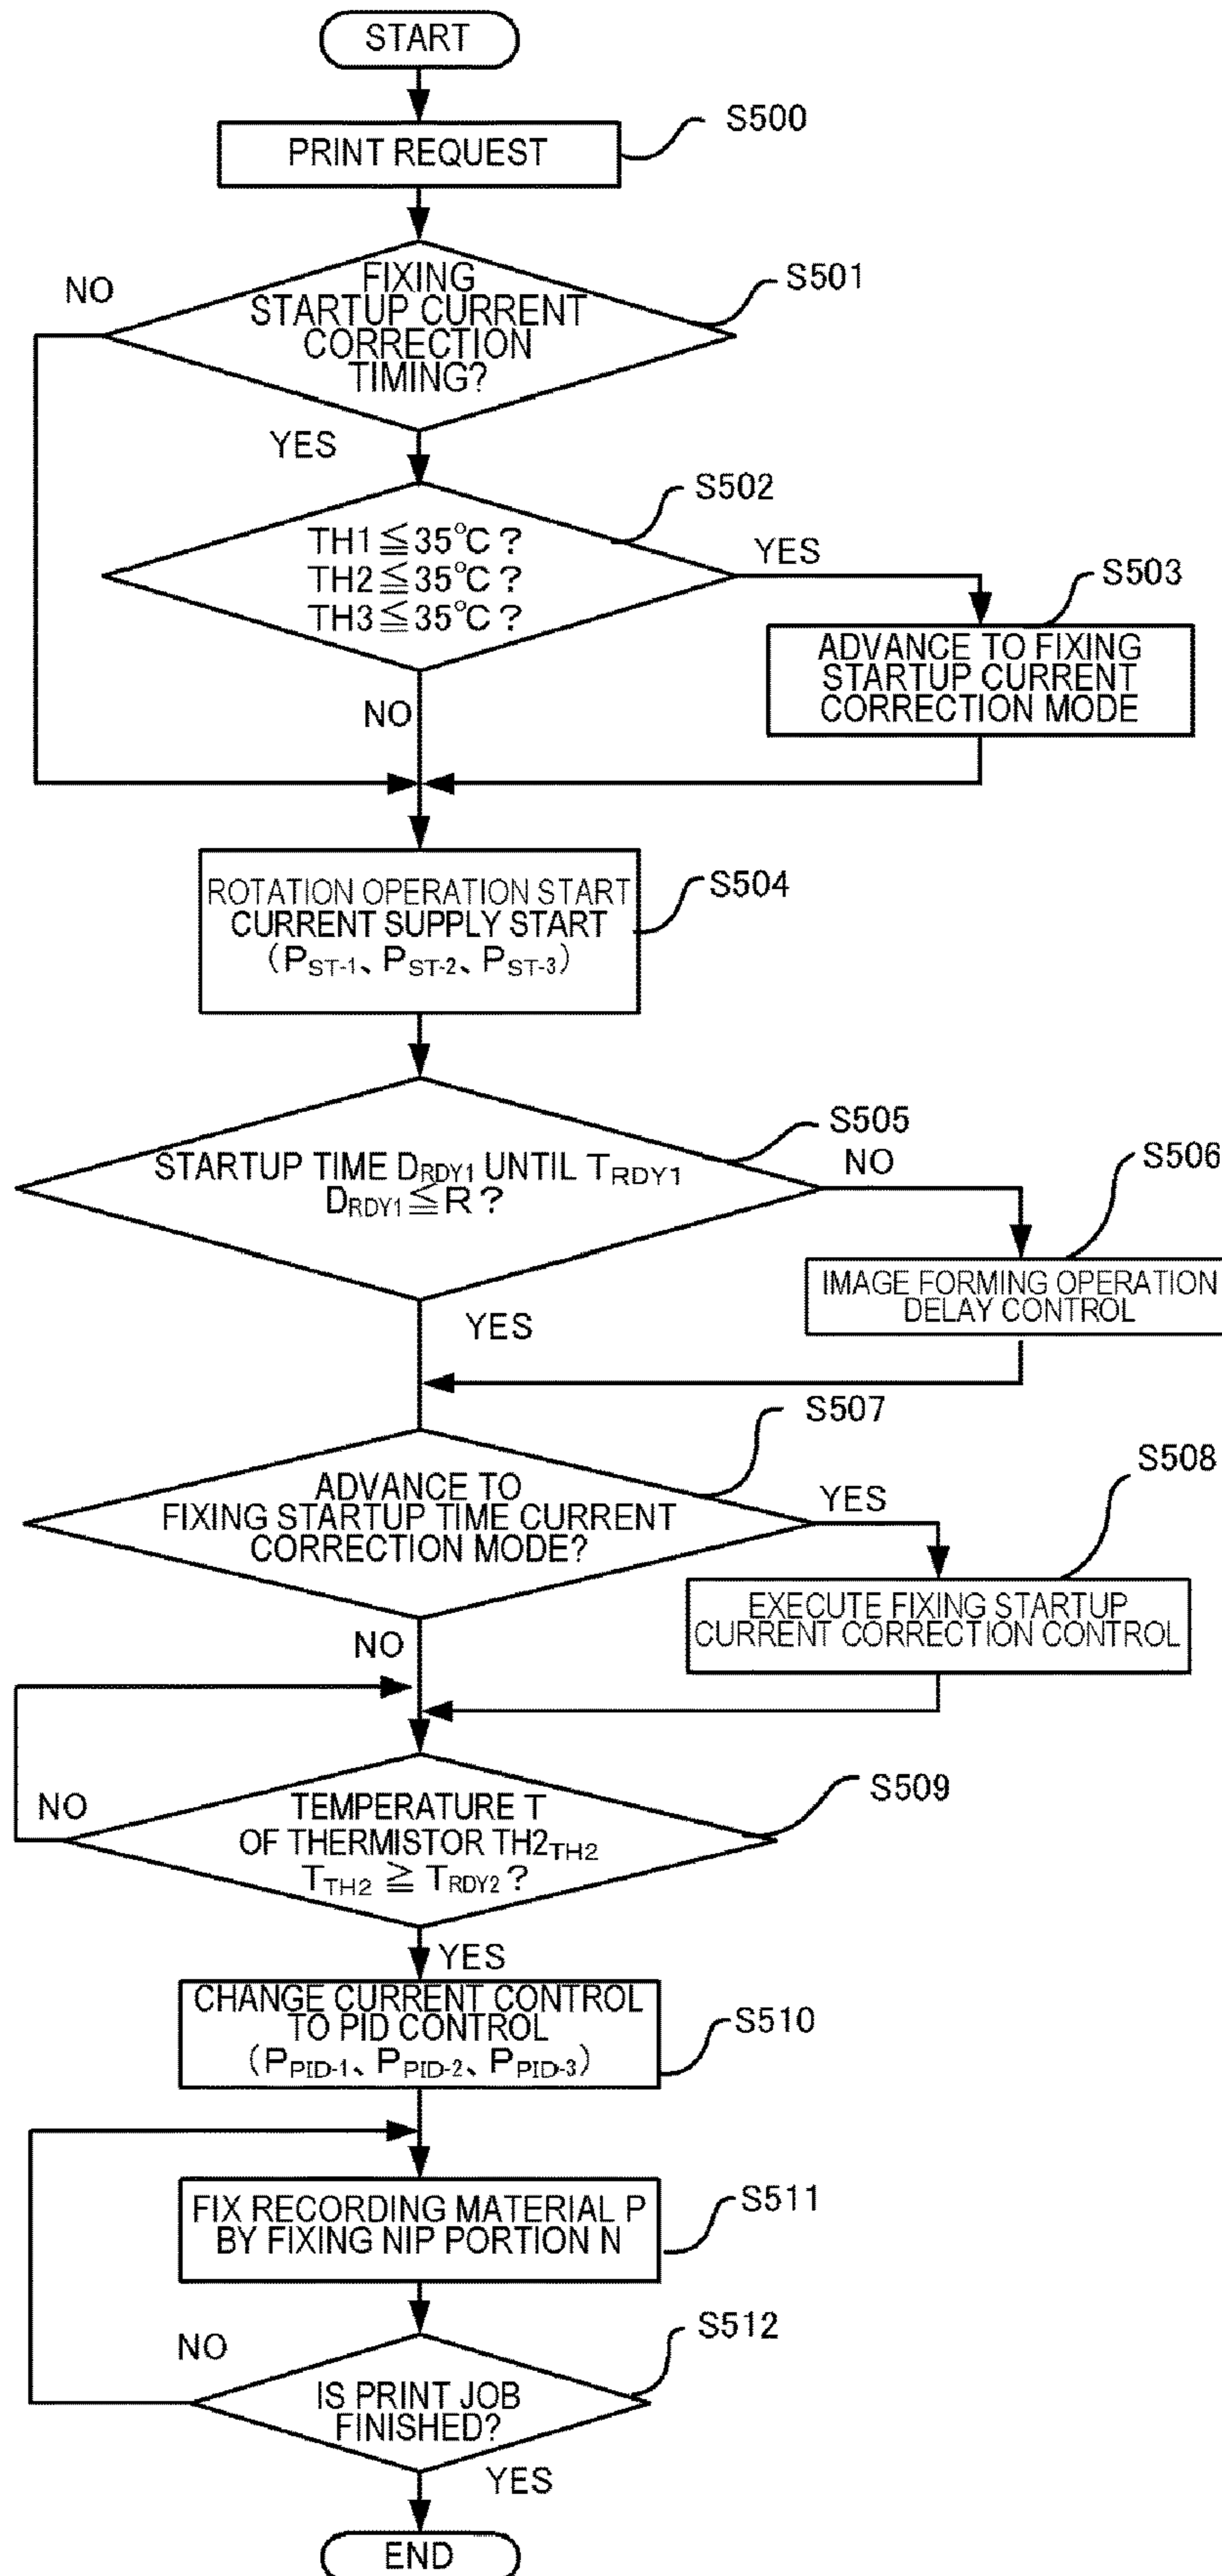 START
PRINT REQUEST
S500
FIXING
STARTUP CURRENT
CORRECTION
TIMING?
S501
NO
YES
TH1≦35°C?
TH2≦35°C?
TH3≦35°C?
S502
YES
NO
ADVANCE TO FIXING
STARTUP CURRENT
CORRECTION MODE
S503
ROTATION OPERATION START
CURRENT SUPPLY START
(PST-1、PST-2、PST-3)
S504
STARTUP TIME DRDY1 UNTIL TRDY1
DRDY1≦R?
S505
NO
YES
IMAGE FORMING OPERATION
DELAY CONTROL
S506
ADVANCE TO
FIXING STARTUP TIME CURRENT
CORRECTION MODE?
S507
YES
NO
EXECUTE FIXING STARTUP
CURRENT CORRECTION CONTROL
S508
TEMPERATURE T
OF THERMISTOR TH2TH2
TTH2 ≧ TRDY2?
S509
NO
YES
CHANGE CURRENT CONTROL
TO PID CONTROL
(PPID-1、PPID-2、PPID-3)
S510
FIX RECORDING MATERIAL P
BY FIXING NIP PORTION N
S511
IS PRINT JOB
FINISHED?
S512
NO
YES
END